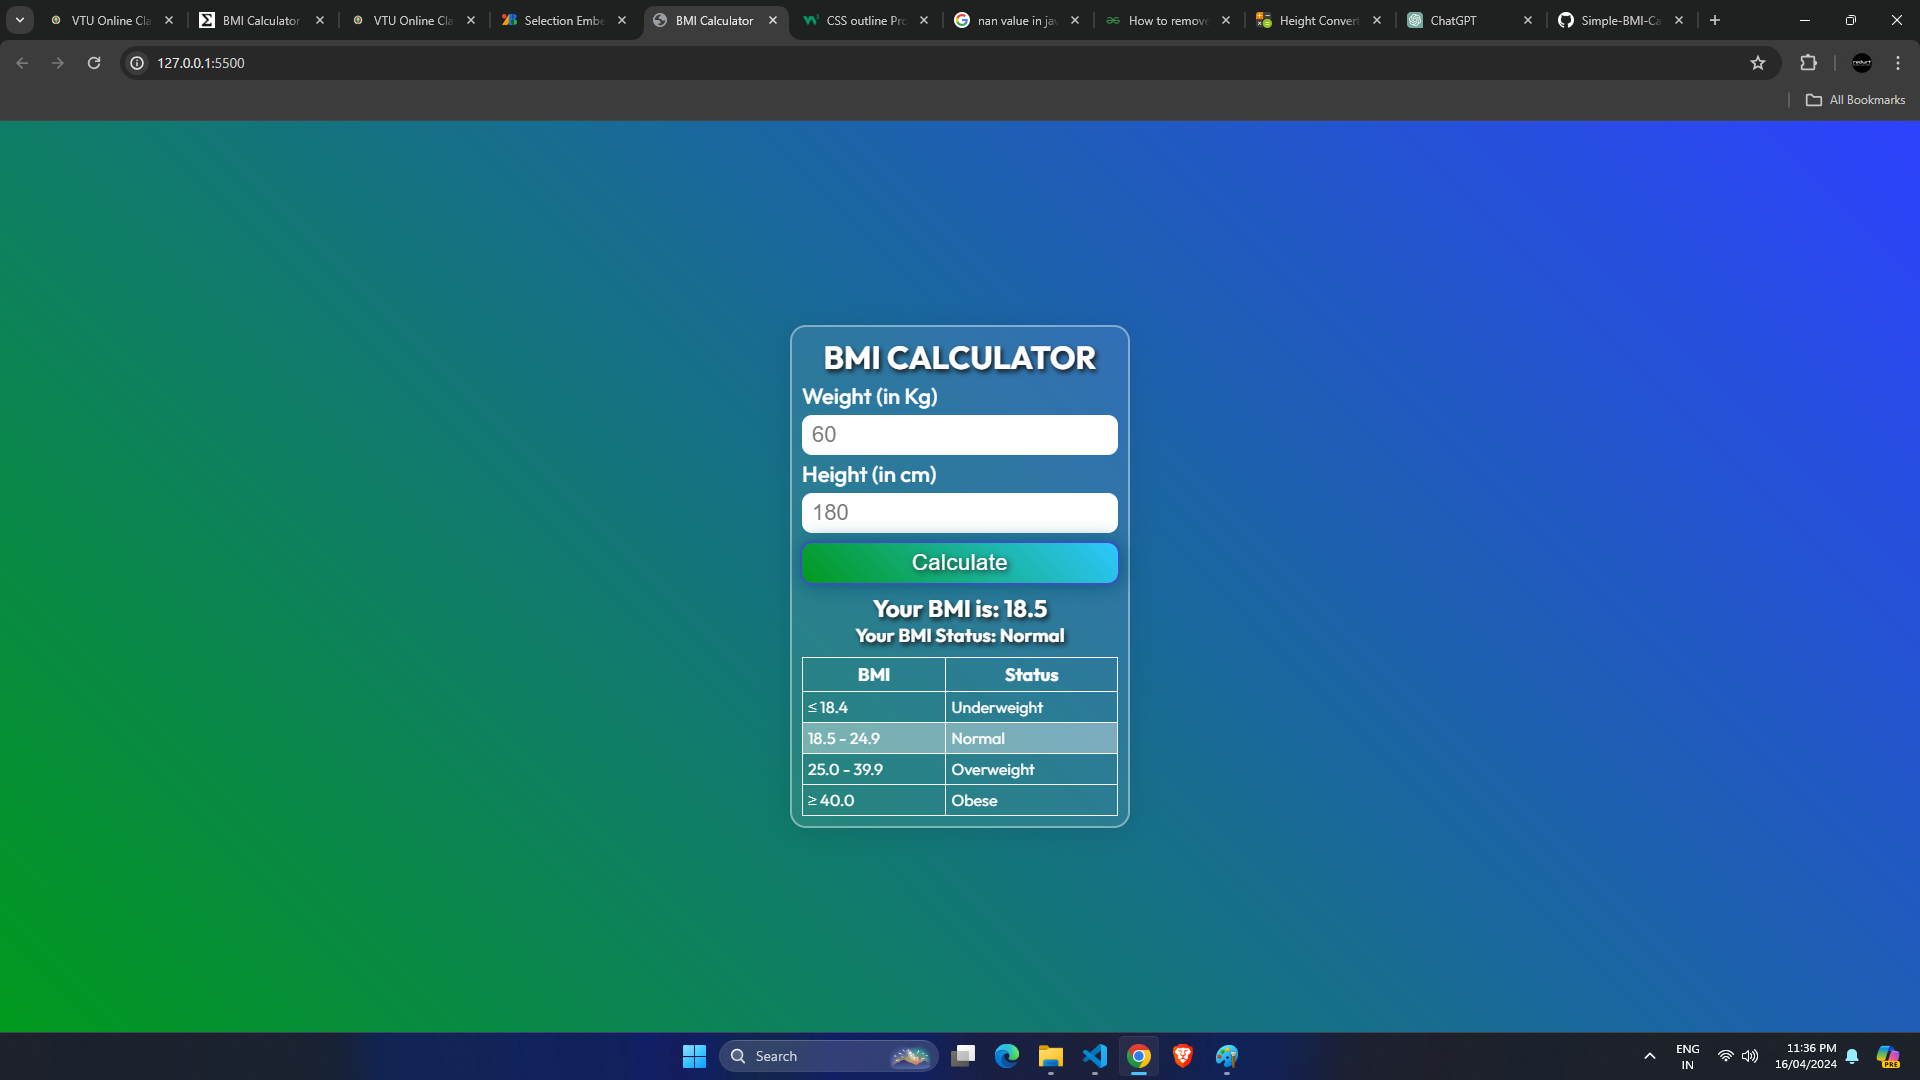 VTU Online Cla
BMI Calculator
VTU Online Cla
Selection Embe
BMI Calculator
CSS outline Pro
nan value in jav
How to remove
Height Convert
ChatGPT
Simple-BMI-Ca
127.0.0.1:5500
All Bookmarks
BMI CALCULATOR
Weight (in Kg)
60
Height (in cm)
180
Calculate
Your BMI is: 18.5
Your BMI Status: Normal
BMI Status
≤ 18.4 Underweight
18.5 - 24.9 Normal
25.0 - 39.9 Overweight
≥ 40.0 Obese
Search
ENG
IN
11:36 PM
16/04/2024
PRE